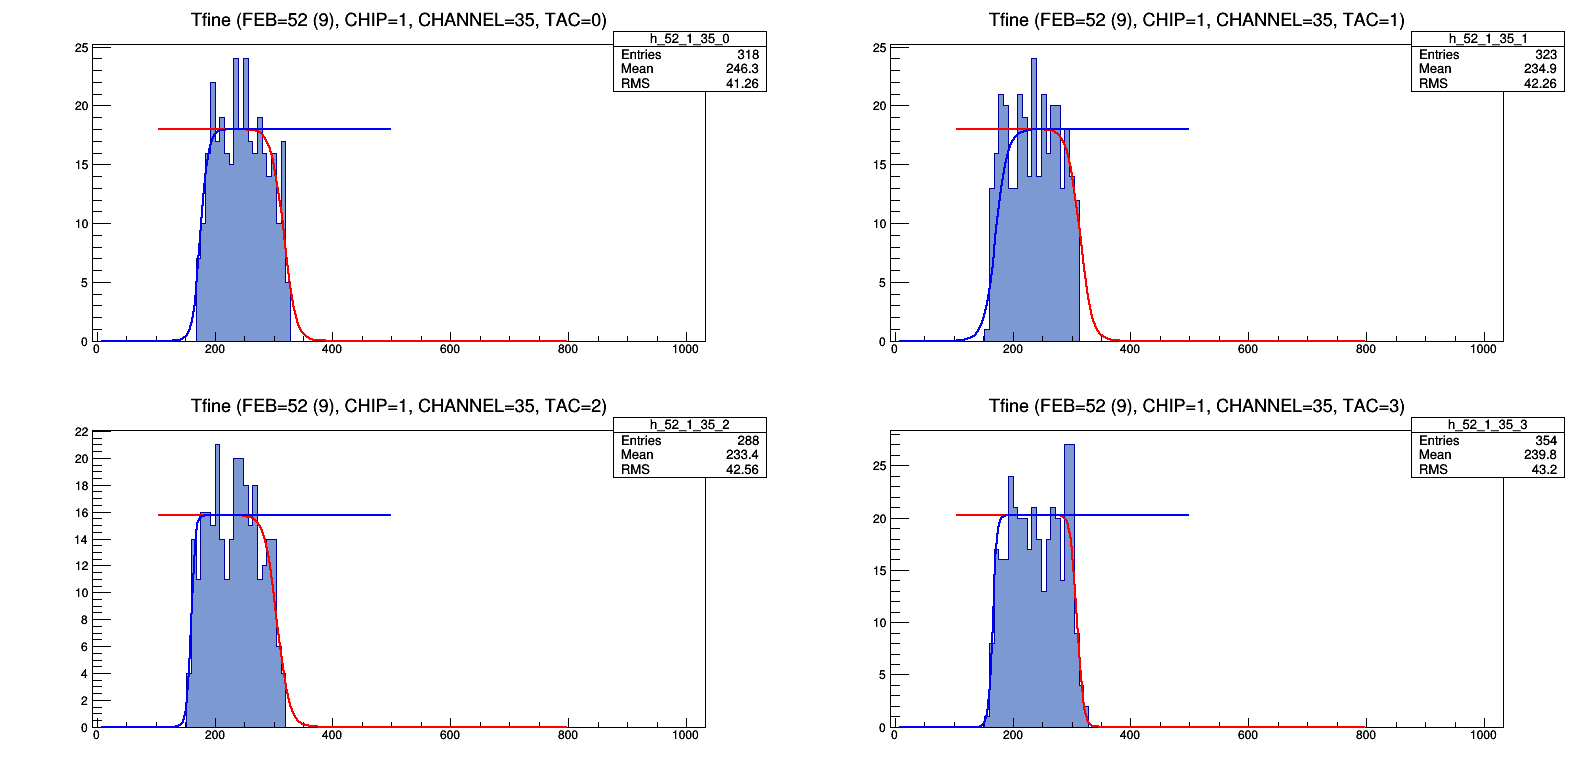 Tfine (FEB=52 (9), CHIP=1, CHANNEL=35, TAC=0)
h_52_1_35_0
Entries 318
Mean 246.3
RMS 41.26
25
20
15
10
5
0
0 200 400 600 800 1000
Tfine (FEB=52 (9), CHIP=1, CHANNEL=35, TAC=1)
h_52_1_35_1
Entries 323
Mean 234.9
RMS 42.26
25
20
15
10
5
0
0 200 400 600 800 1000
Tfine (FEB=52 (9), CHIP=1, CHANNEL=35, TAC=2)
h_52_1_35_2
Entries 288
Mean 233.4
RMS 42.56
22
20
18
16
14
12
10
8
6
4
2
0
0 200 400 600 800 1000
Tfine (FEB=52 (9), CHIP=1, CHANNEL=35, TAC=3)
h_52_1_35_3
Entries 354
Mean 239.8
RMS 43.2
25
20
15
10
5
0
0 200 400 600 800 1000